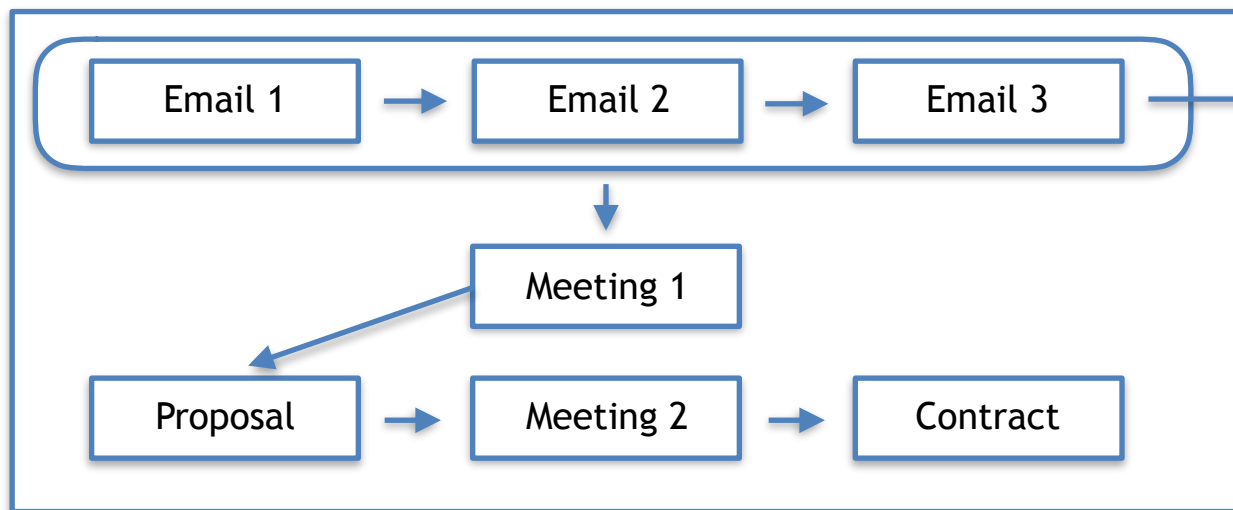 Email 1
Email 2
Email 3
Meeting 1
Proposal
Meeting 2
Contract